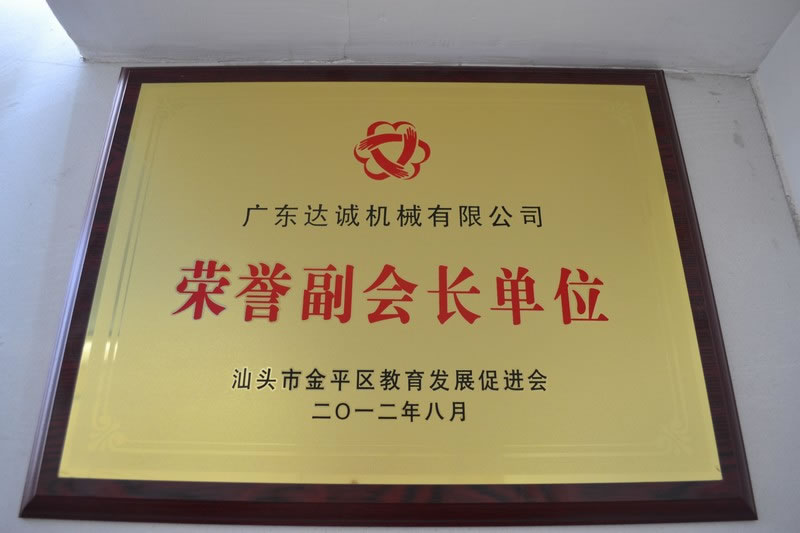 广东达诚机械有限公司
荣誉副会长单位
汕头市金平区教育发展促进会
二〇一二年八月